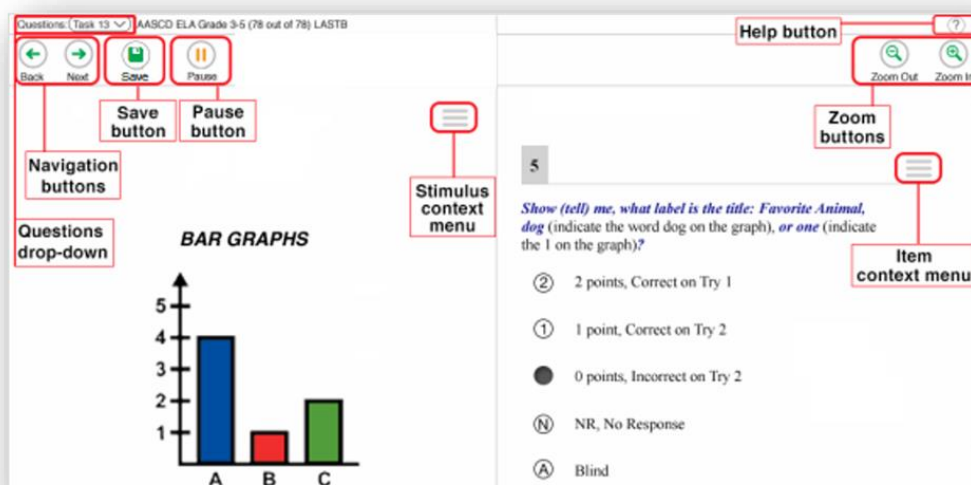 Questions: Task 13 AASCD ELA Grade 3-5 (78 out of 78) LASTB
Help button
?
Back
Next
Save
Pause
Zoom Out
Zoom In
Save
button
Pause
button
Zoom
buttons
Navigation
buttons
Stimulus
context
menu
Questions
drop-down
5
Show (tell) me, what label is the title: Favorite Animal,
dog (indicate the word dog on the graph), or one (indicate
the 1 on the graph)?
Item
context menu
BAR GRAPHS
5
4
3
2
1
A
B
C
2 2 points, Correct on Try 1
1 1 point, Correct on Try 2
0 points, Incorrect on Try 2
N NR, No Response
A Blind